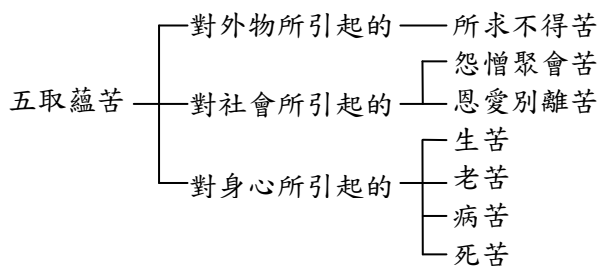 五取蘊苦
對外物所引起的
所求不得苦
對社會所引起的
怨憎聚會苦
恩愛別離苦
對身心所引起的
生苦
老苦
病苦
死苦